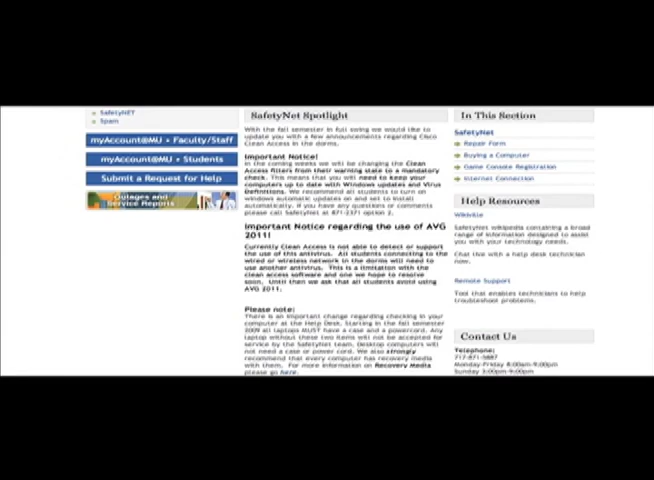 SafetyNET
Spam
myAccount@MU • Faculty/Staff
myAccount@MU • Students
Submit a Request for Help
Outages and
Service Reports
SafetyNet Spotlight
With the fall semester in full swing we would like to
update you with a few announcements regarding Cisco
Clean Access in the dorms.
Important Notice!
In the coming weeks we will be changing the Clean
Access filters from their warning state to a mandatory
check. This means that you will need to keep your
computers up to date with Windows updates and Virus
Definitions. We recommend all students to turn on
windows automatic updates on and set to install
automatically. If you have any questions or comments
please call SafetyNet at 871-2371 option 2.
Important Notice regarding the use of AVG
2011!
Currently Clean Access is not able to detect or support
the use of this antivirus. All students connecting to the
wired or wireless network in the dorms will need to
use another antivirus. This is a limitation with the
clean access software and one we hope to resolve
soon. Until then we ask that all students avoid using
AVG 2011.
Please note:
There is an important change regarding checking in your
computer at the Help Desk. Starting in the fall semester
2009 all laptops MUST have a case and a powercord. Any
laptop without these two items will not be accepted for
service by the SafetyNet team. Desktop computers will
not need a case or power cord. We also strongly
recommend that every computer has recovery media
with them. For more information on Recovery Media
please go here.
In This Section
SafetyNet
Repair Form
Buying a Computer
Game Console Registration
Internet Connection
Help Resources
Wikiville
SafetyNet wikipedia containing a broad
range of information designed to assist
you with your technology needs.
Chat live with a help desk technician
now.
Remote Support
Tool that enables technicians to help
troubleshoot problems.
Contact Us
Telephone:
717-871-5887
Monday-Friday 8:00am-9:00pm
Sunday 3:00pm-9:00pm